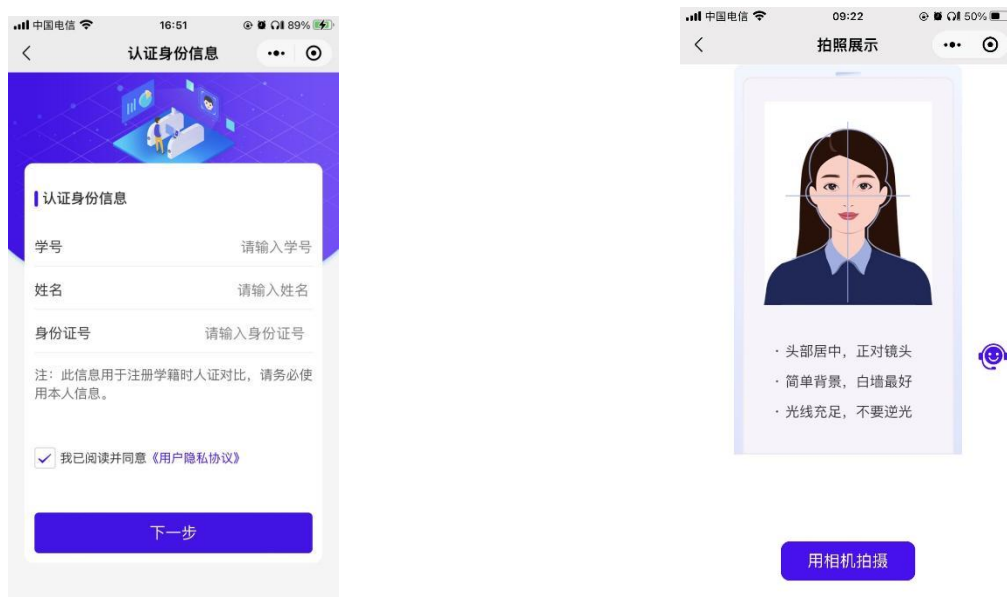 中国电信 16:51 89%
认证身份信息
认证身份信息
学号 请输入学号
姓名 请输入姓名
身份证号 请输入身份证号
注：此信息用于注册学籍时人证对比，请务必使
用本人信息。
我已阅读并同意《用户隐私协议》
下一步
中国电信 09:22 50%
拍照展示
· 头部居中，正对镜头
· 简单背景，白墙最好
· 光线充足，不要逆光
用相机拍摄